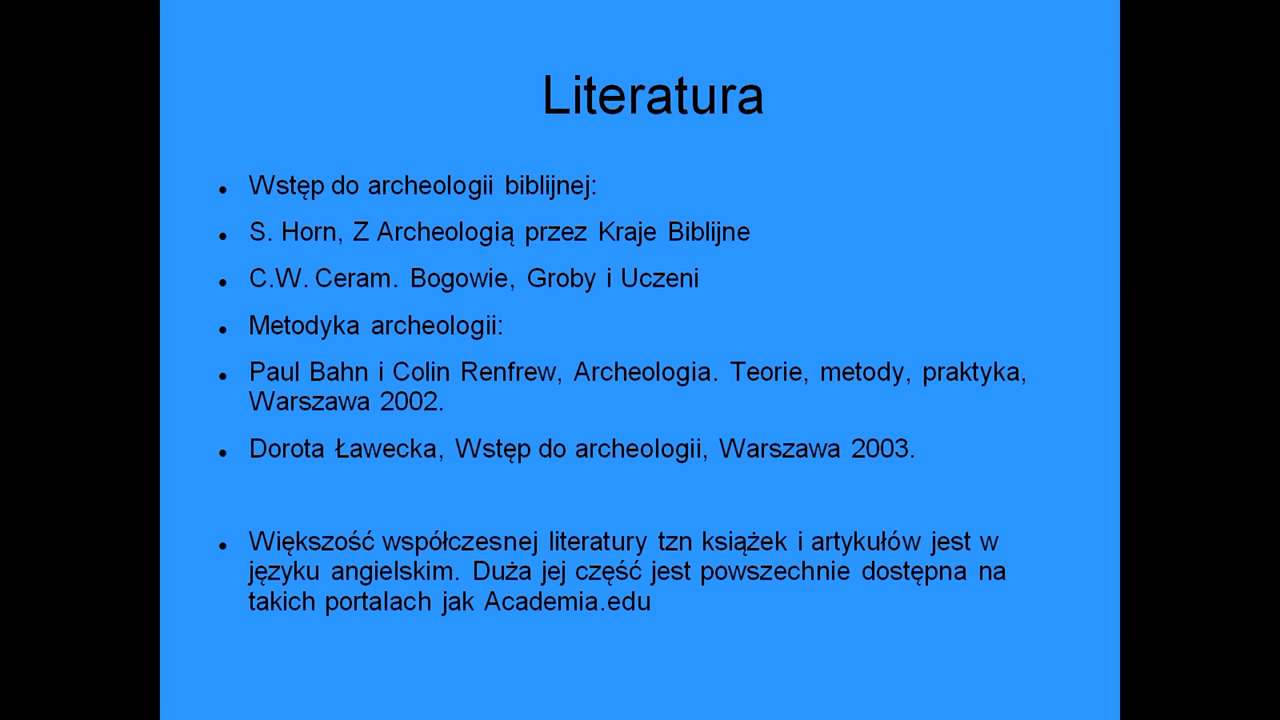 Literatura
Wstęp do archeologii biblijnej:
S. Horn, Z Archeologią przez Kraje Biblijne
C.W. Ceram. Bogowie, Groby i Uczeni
Metodyka archeologii:
Paul Bahn i Colin Renfrew, Archeologia. Teorie, metody, praktyka,
Warszawa 2002.
Dorota Ławecka, Wstęp do archeologii, Warszawa 2003.
Większość współczesnej literatury tzn książek i artykułów jest w
języku angielskim. Duża jej część jest powszechnie dostępna na
takich portalach jak Academia.edu